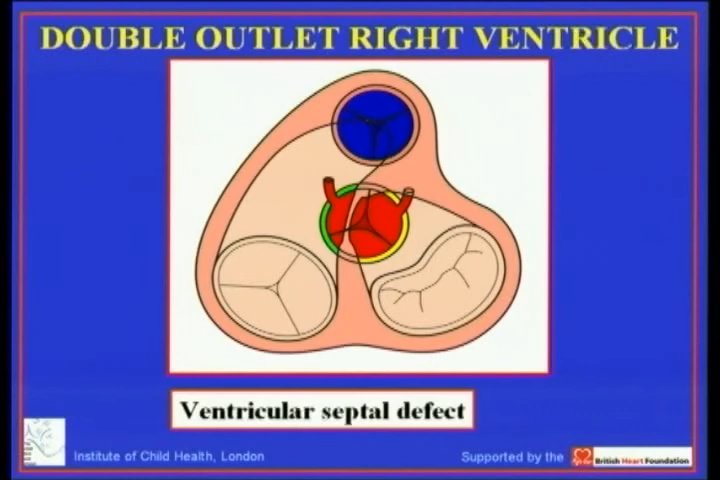 DOUBLE OUTLET RIGHT VENTRICLE
Ventricular septal defect
Institute of Child Health, London
Supported by the
British Heart Foundation